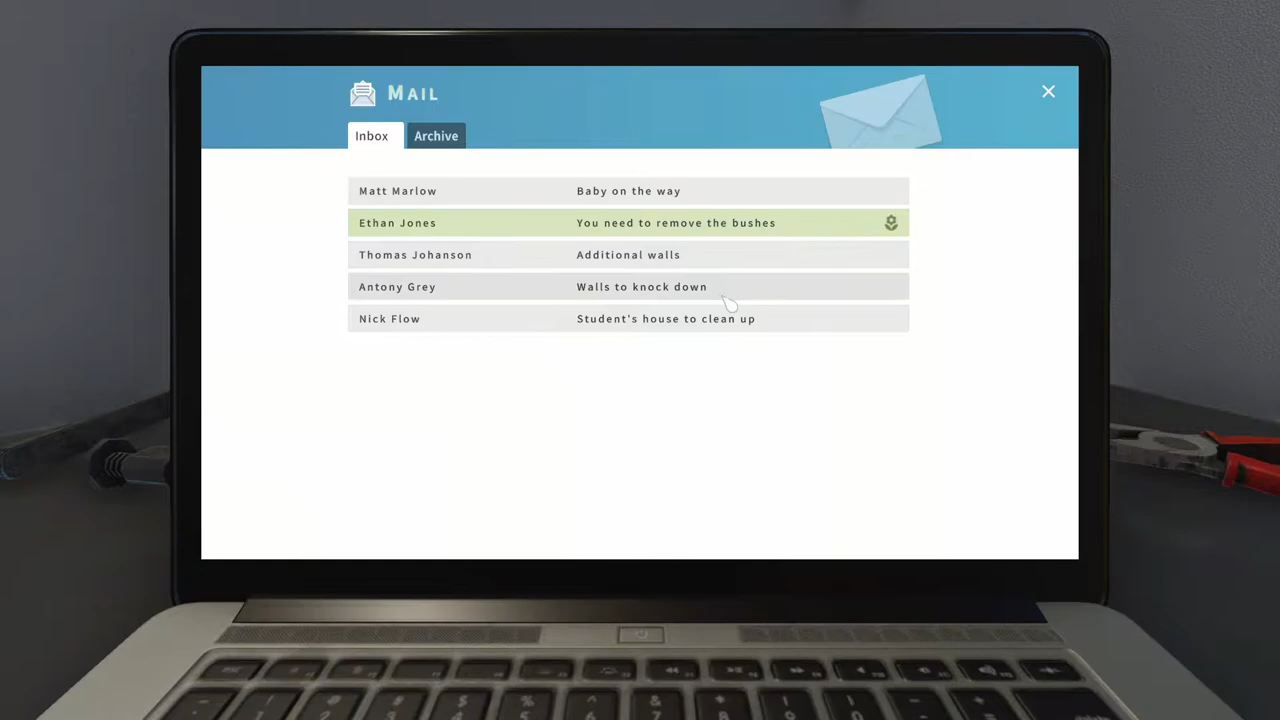 MAIL
Inbox Archive
Matt Marlow Baby on the way
Ethan Jones You need to remove the bushes
Thomas Johanson Additional walls
Antony Grey Walls to knock down
Nick Flow Student's house to clean up